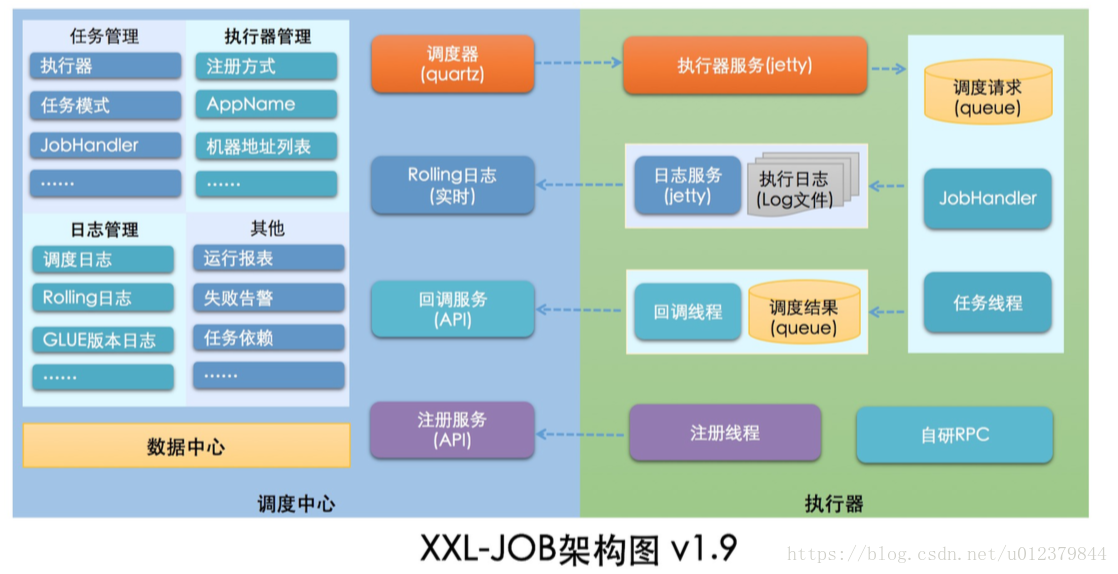 任务管理
执行器
任务模式
JobHandler
······
执行器管理
注册方式
AppName
机器地址列表
······
日志管理
调度日志
Rolling日志
GLUE版本日志
······
其他
运行报表
失败告警
任务依赖
······
数据中心
调度器
(quartz)
Rolling日志
(实时)
回调服务
(API)
注册服务
(API)
调度中心
执行器服务(jetty)
日志服务
(jetty)
执行日志
(Log文件)
回调线程
调度结果
(queue)
注册线程
调度请求
(queue)
JobHandler
任务线程
自研RPC
执行器
XXL-JOB架构图 v1.9
https://blog.csdn.net/u012379844